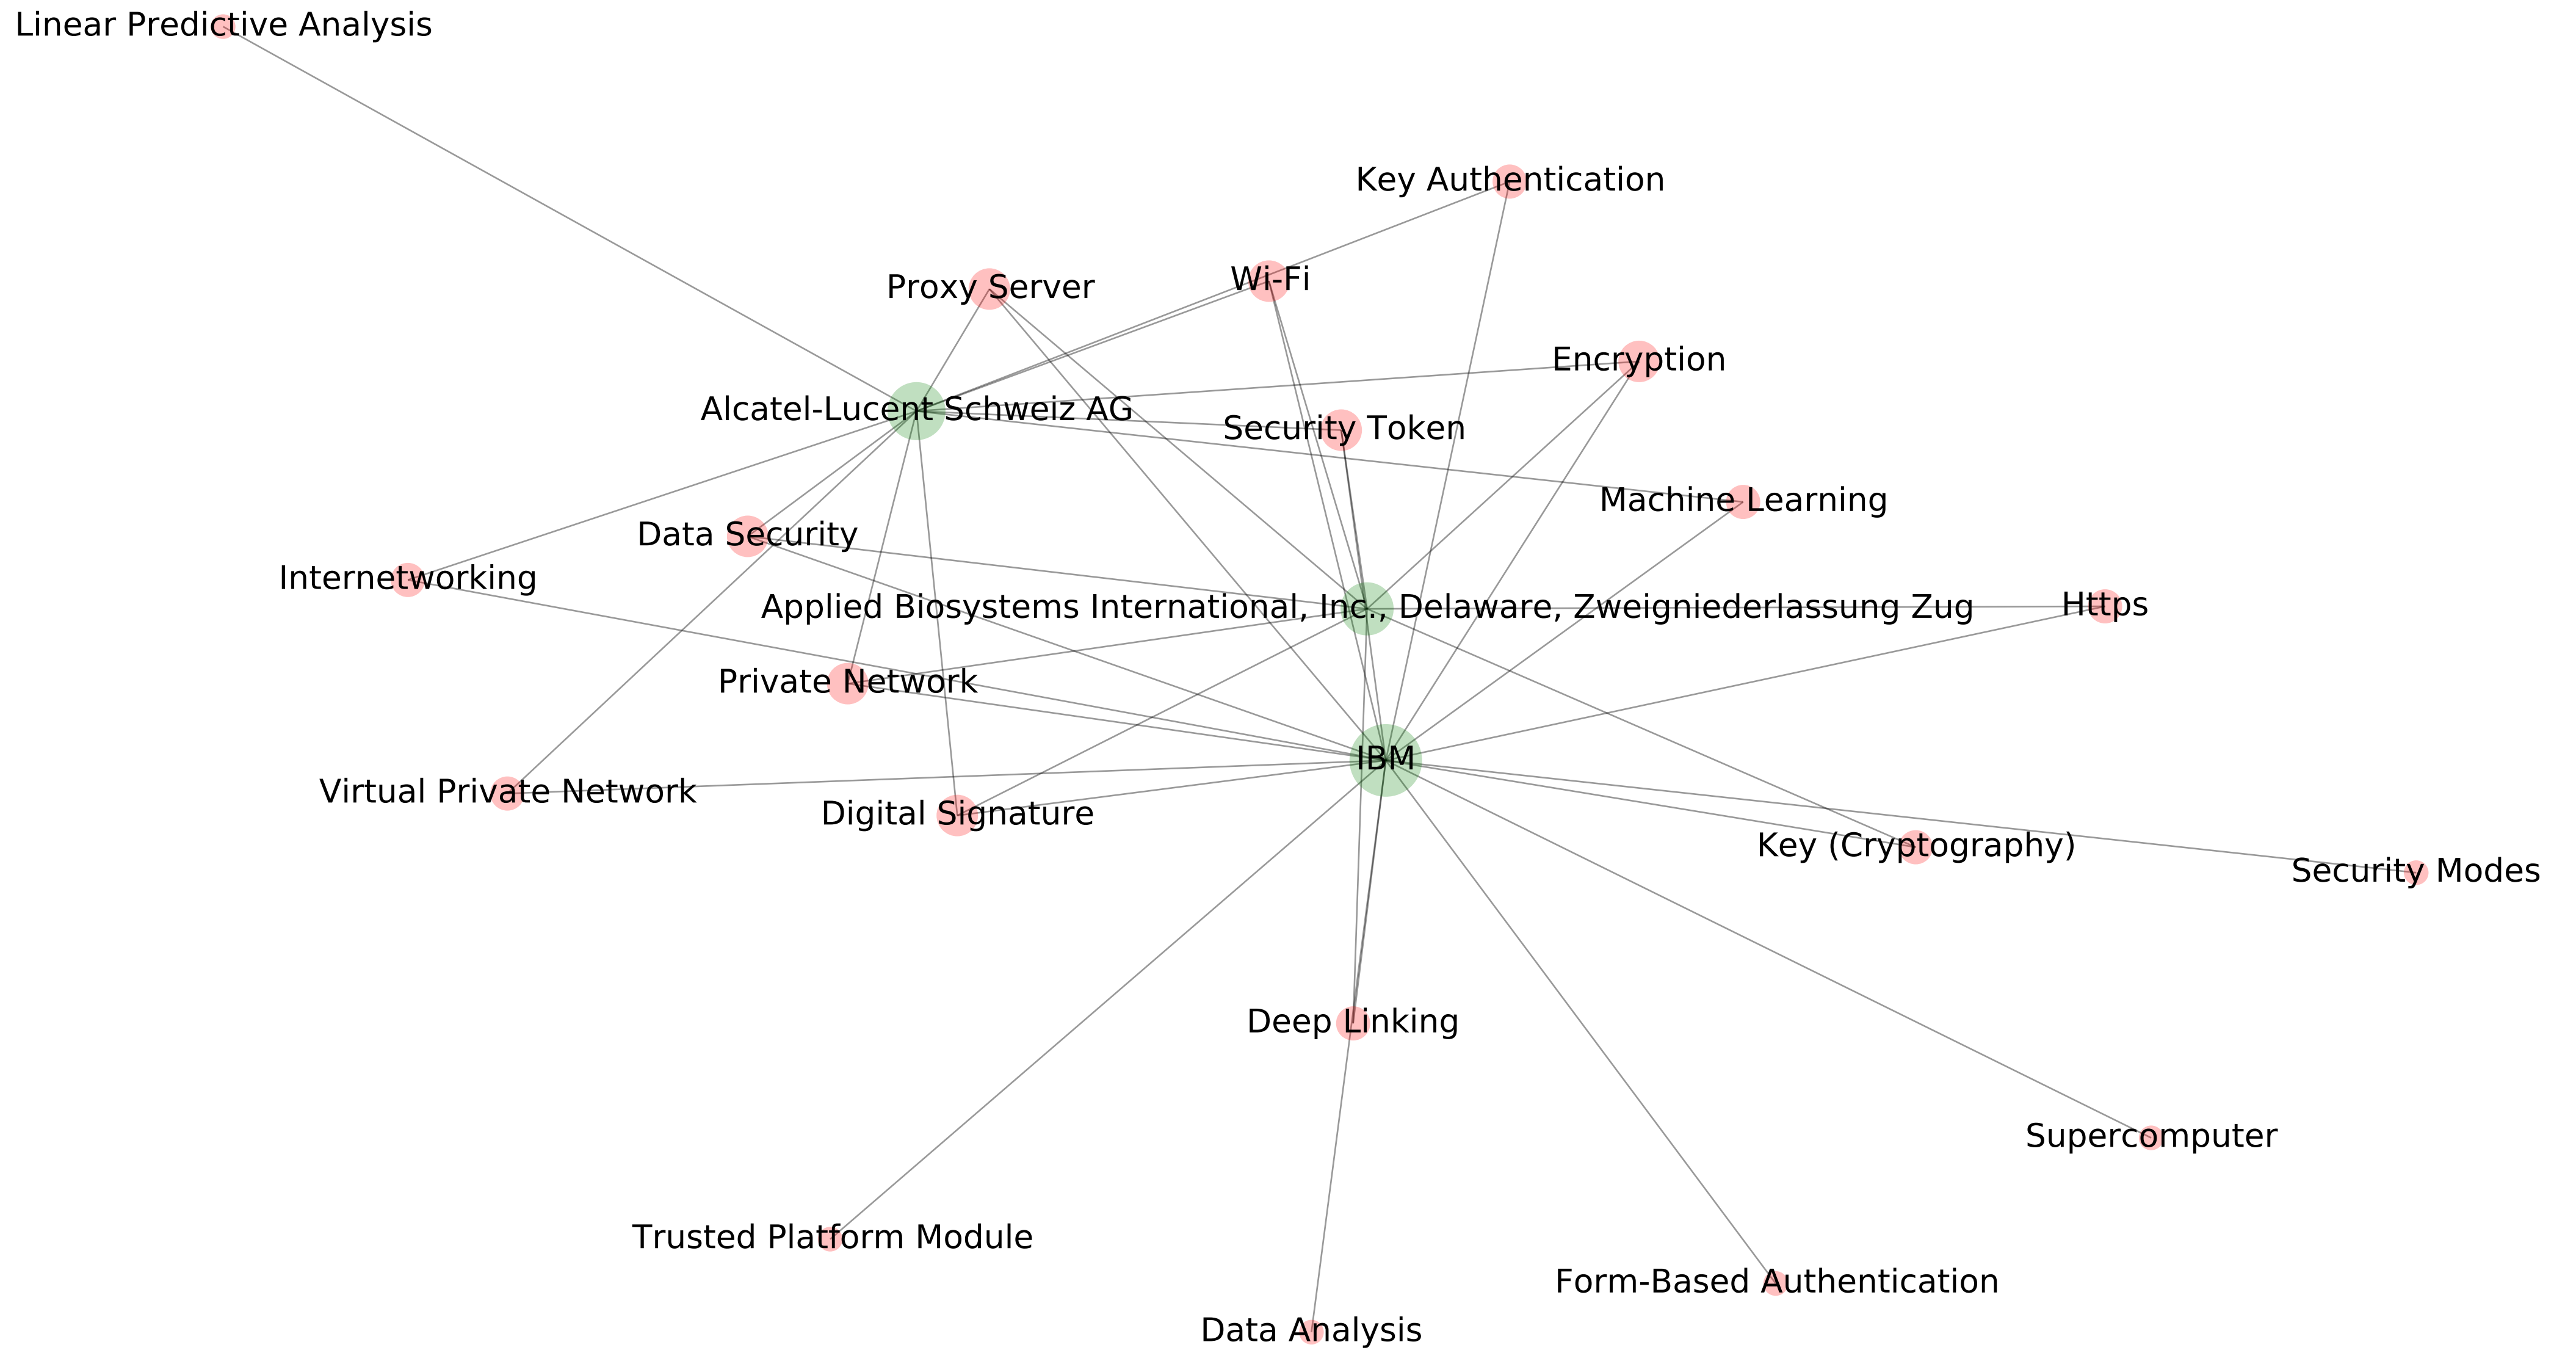 Linear Predictive Analysis
Key Authentication
Proxy Server
Wi-Fi
Encryption
Alcatel-Lucent Schweiz AG
Security Token
Machine Learning
Data Security
Internetworking
Applied Biosystems International, Inc., Delaware, Zweigniederlassung Zug
Https
Private Network
IBM
Virtual Private Network
Digital Signature
Key (Cryptography)
Security Modes
Deep Linking
Supercomputer
Trusted Platform Module
Form-Based Authentication
Data Analysis